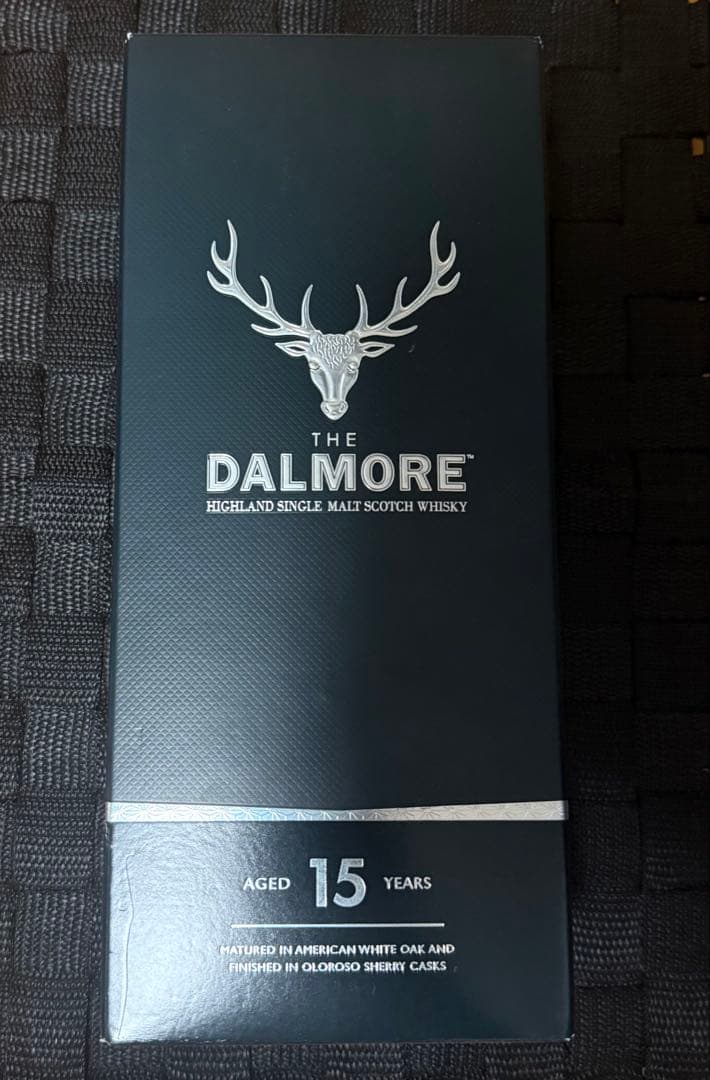 THE
DALMORE™
HIGHLAND SINGLE MALT SCOTCH WHISKY
AGED 15 YEARS
MATURED IN AMERICAN WHITE OAK AND
FINISHED IN OLOROSO SHERRY CASKS